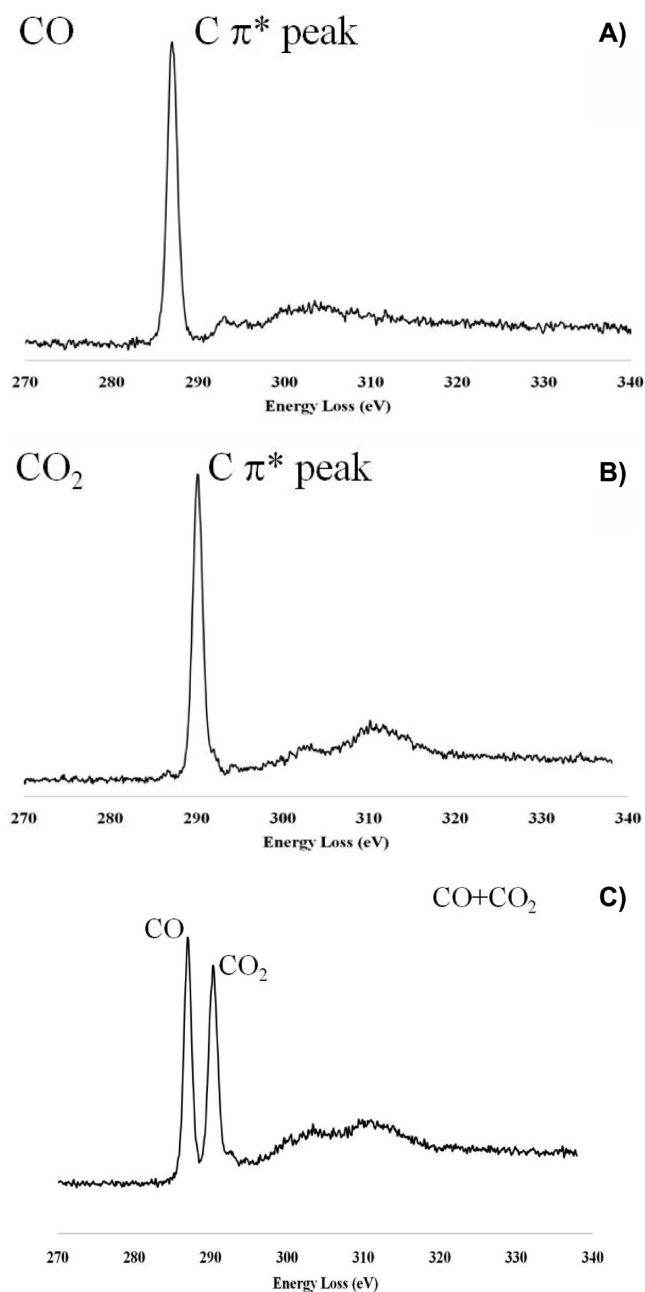 CO C π* peak A)
270 280 290 300 310 320 330 340
Energy Loss (eV)
CO₂ C π* peak B)
270 280 290 300 310 320 330 340
Energy Loss (eV)
CO+CO₂ C)
CO
CO₂
270 280 290 300 310 320 330 340
Energy Loss (eV)